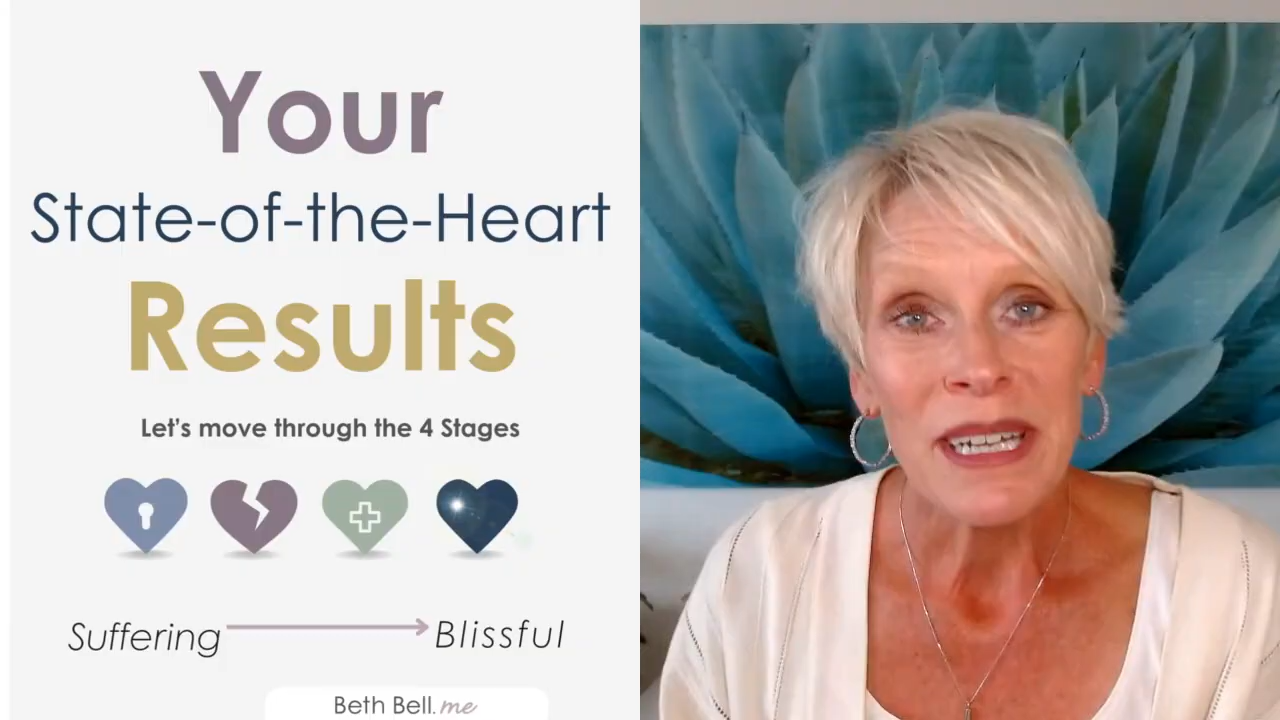 Your
State-of-the-Heart
Results
Let's move through the 4 Stages
Suffering
Blissful
Beth Bell.me